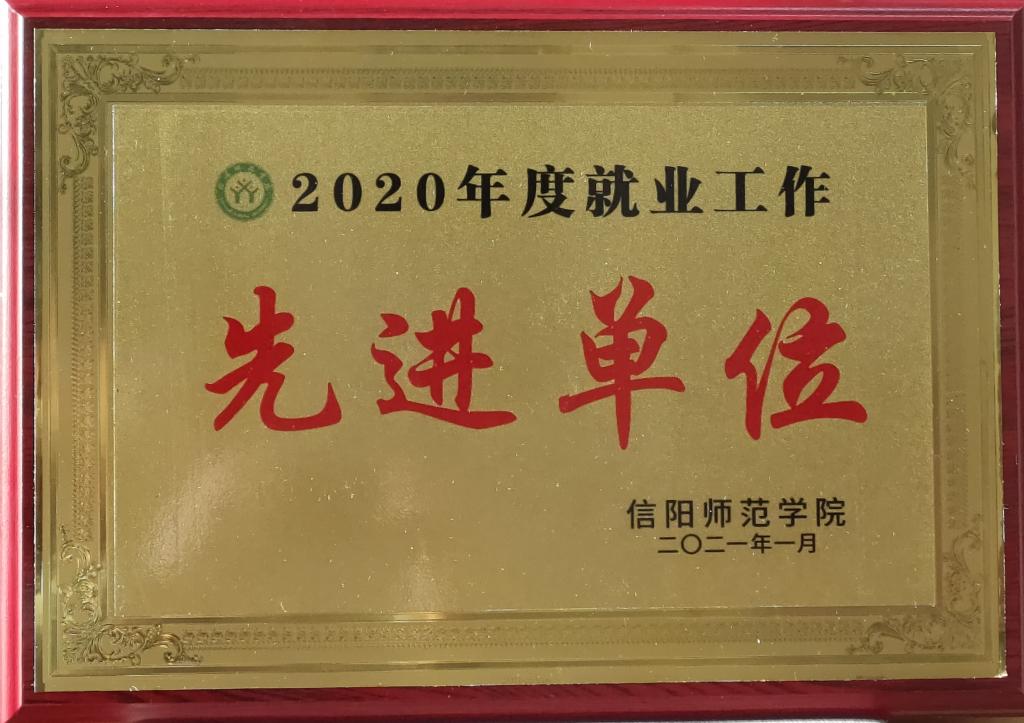 2020年度就业工作
先进单位
信阳师范学院
二〇二一年一月